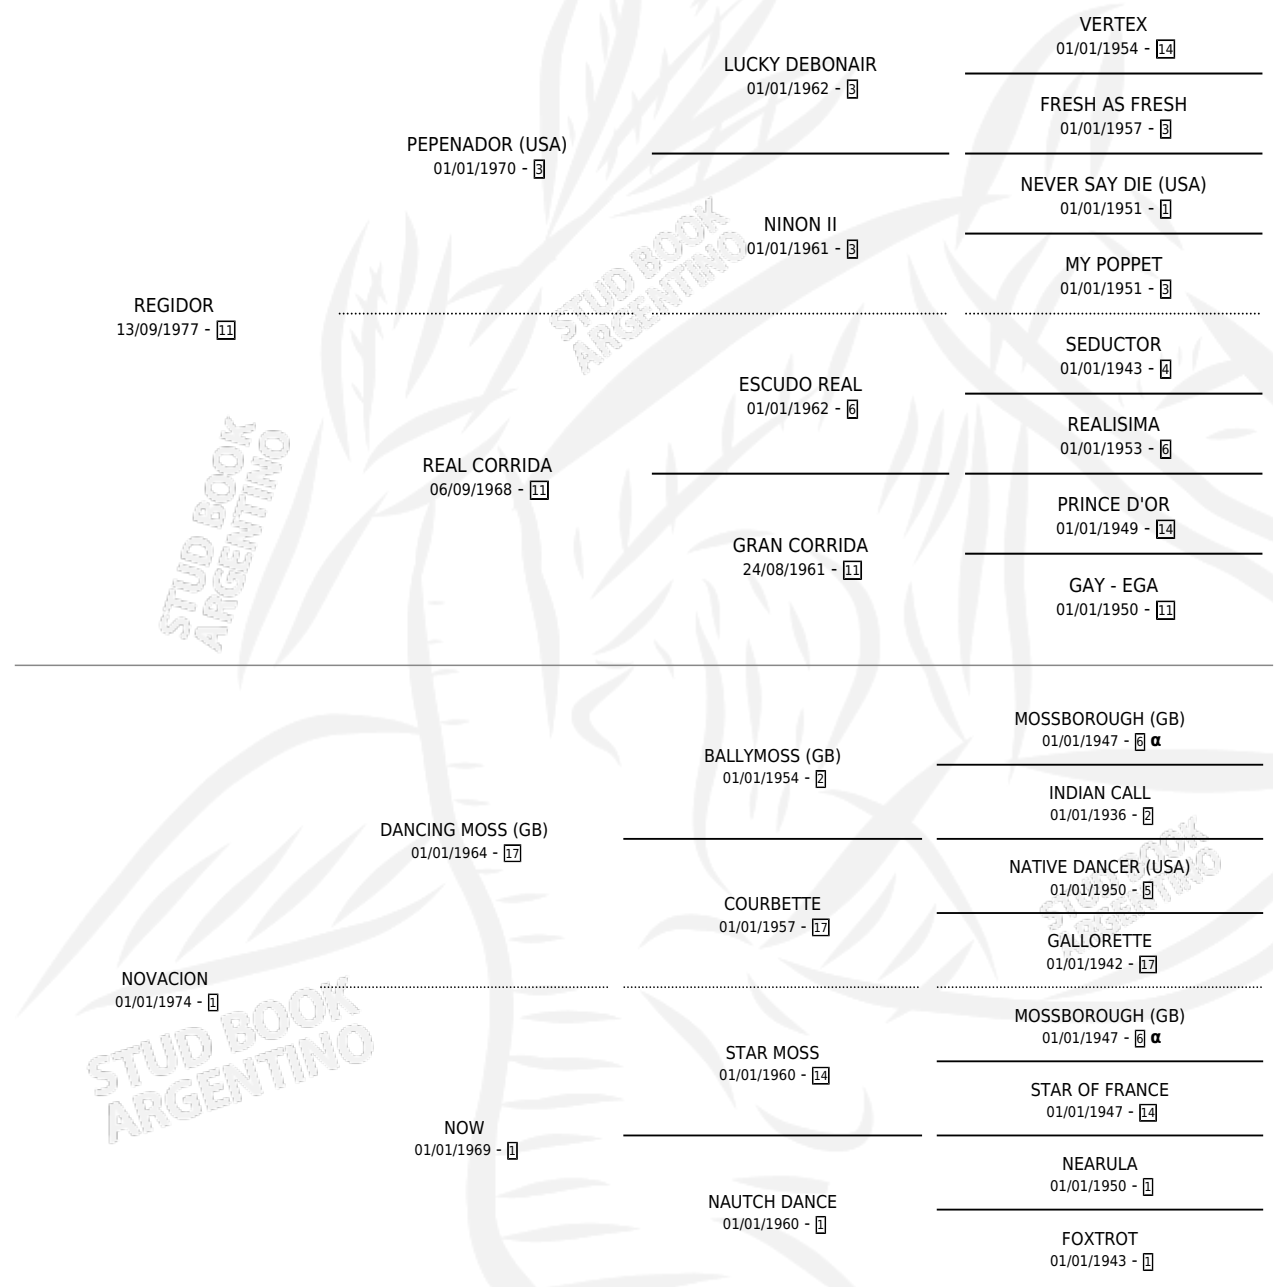 VERTEX
01/01/1954 - 14
LUCKY DEBONAIR
01/01/1962 - 3
FRESH AS FRESH
01/01/1957 - 3
PEPENADOR (USA)
01/01/1970 - 3
NEVER SAY DIE (USA)
01/01/1951 - 1
NINON II
01/01/1961 - 3
MY POPPET
01/01/1951 - 3
REGIDOR
13/09/1977 - 11
SEDUCTOR
01/01/1943 - 4
ESCUDO REAL
01/01/1962 - 6
REALISIMA
01/01/1953 - 6
REAL CORRIDA
06/09/1968 - 11
PRINCE D'OR
01/01/1949 - 14
GRAN CORRIDA
24/08/1961 - 11
GAY - EGA
01/01/1950 - 11
MOSSBOROUGH (GB)
01/01/1947 - 6 α
BALLYMOSS (GB)
01/01/1954 - 2
INDIAN CALL
01/01/1936 - 2
DANCING MOSS (GB)
01/01/1964 - 17
NATIVE DANCER (USA)
01/01/1950 - 5
COURBETTE
01/01/1957 - 17
GALLORETTE
01/01/1942 - 17
NOVACION
01/01/1974 - 1
MOSSBOROUGH (GB)
01/01/1947 - 6 α
STAR MOSS
01/01/1960 - 14
STAR OF FRANCE
01/01/1947 - 14
NOW
01/01/1969 - 1
NEARULA
01/01/1950 - 1
NAUTCH DANCE
01/01/1960 - 1
FOXTROT
01/01/1943 - 1
STUD BOOK
ARGENTINO
STUD BOOK
ARGENTINO
STUD BOOK
ARGENTINO
STUD BOOK
ARGENTINO